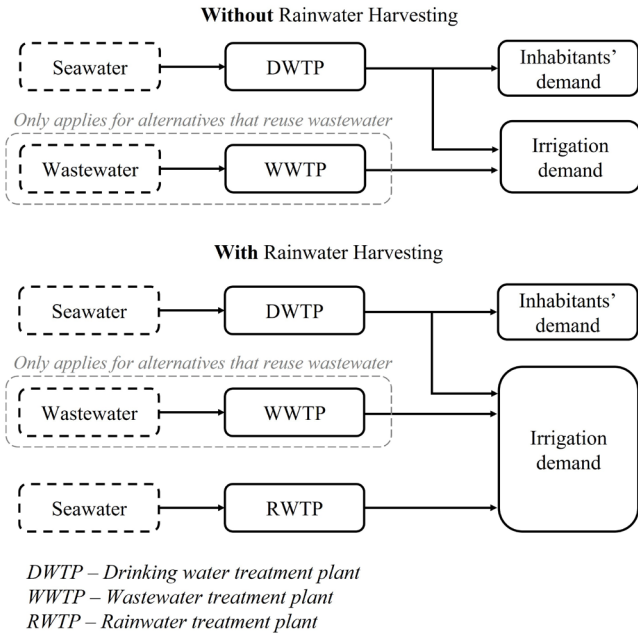 Without Rainwater Harvesting
Seawater
DWTP
Inhabitants’
demand
Only applies for alternatives that reuse wastewater
Wastewater
WWTP
Irrigation
demand
With Rainwater Harvesting
Seawater
DWTP
Inhabitants’
demand
Only applies for alternatives that reuse wastewater
Wastewater
WWTP
Irrigation
demand
Seawater
RWTP
DWTP – Drinking water treatment plant
WWTP – Wastewater treatment plant
RWTP – Rainwater treatment plant